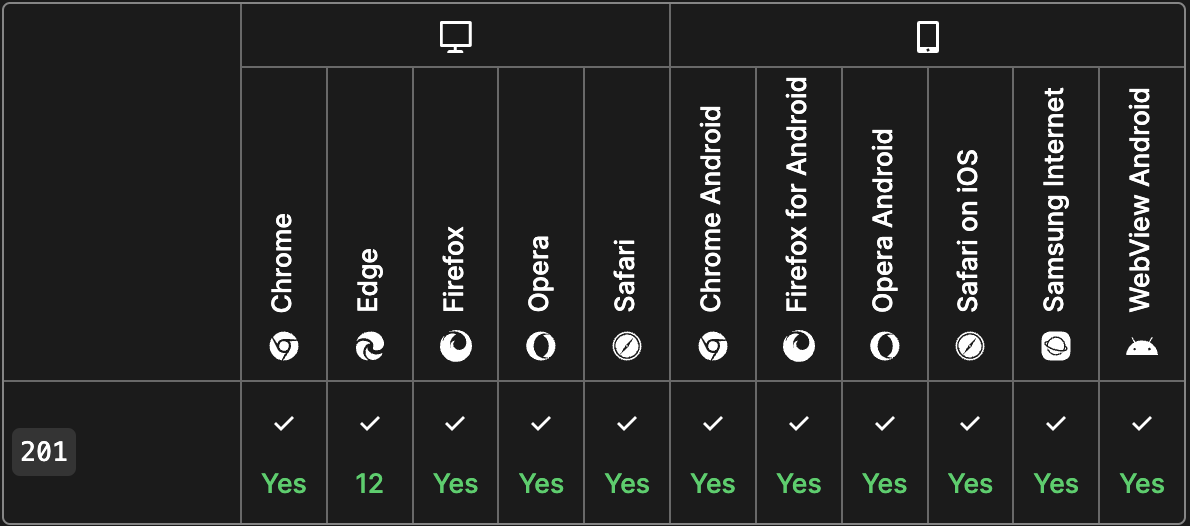 Chrome
Edge
Firefox
Opera
Safari
Chrome Android
Firefox for Android
Opera Android
Safari on iOS
Samsung Internet
WebView Android
201
Yes
12
Yes
Yes
Yes
Yes
Yes
Yes
Yes
Yes
Yes